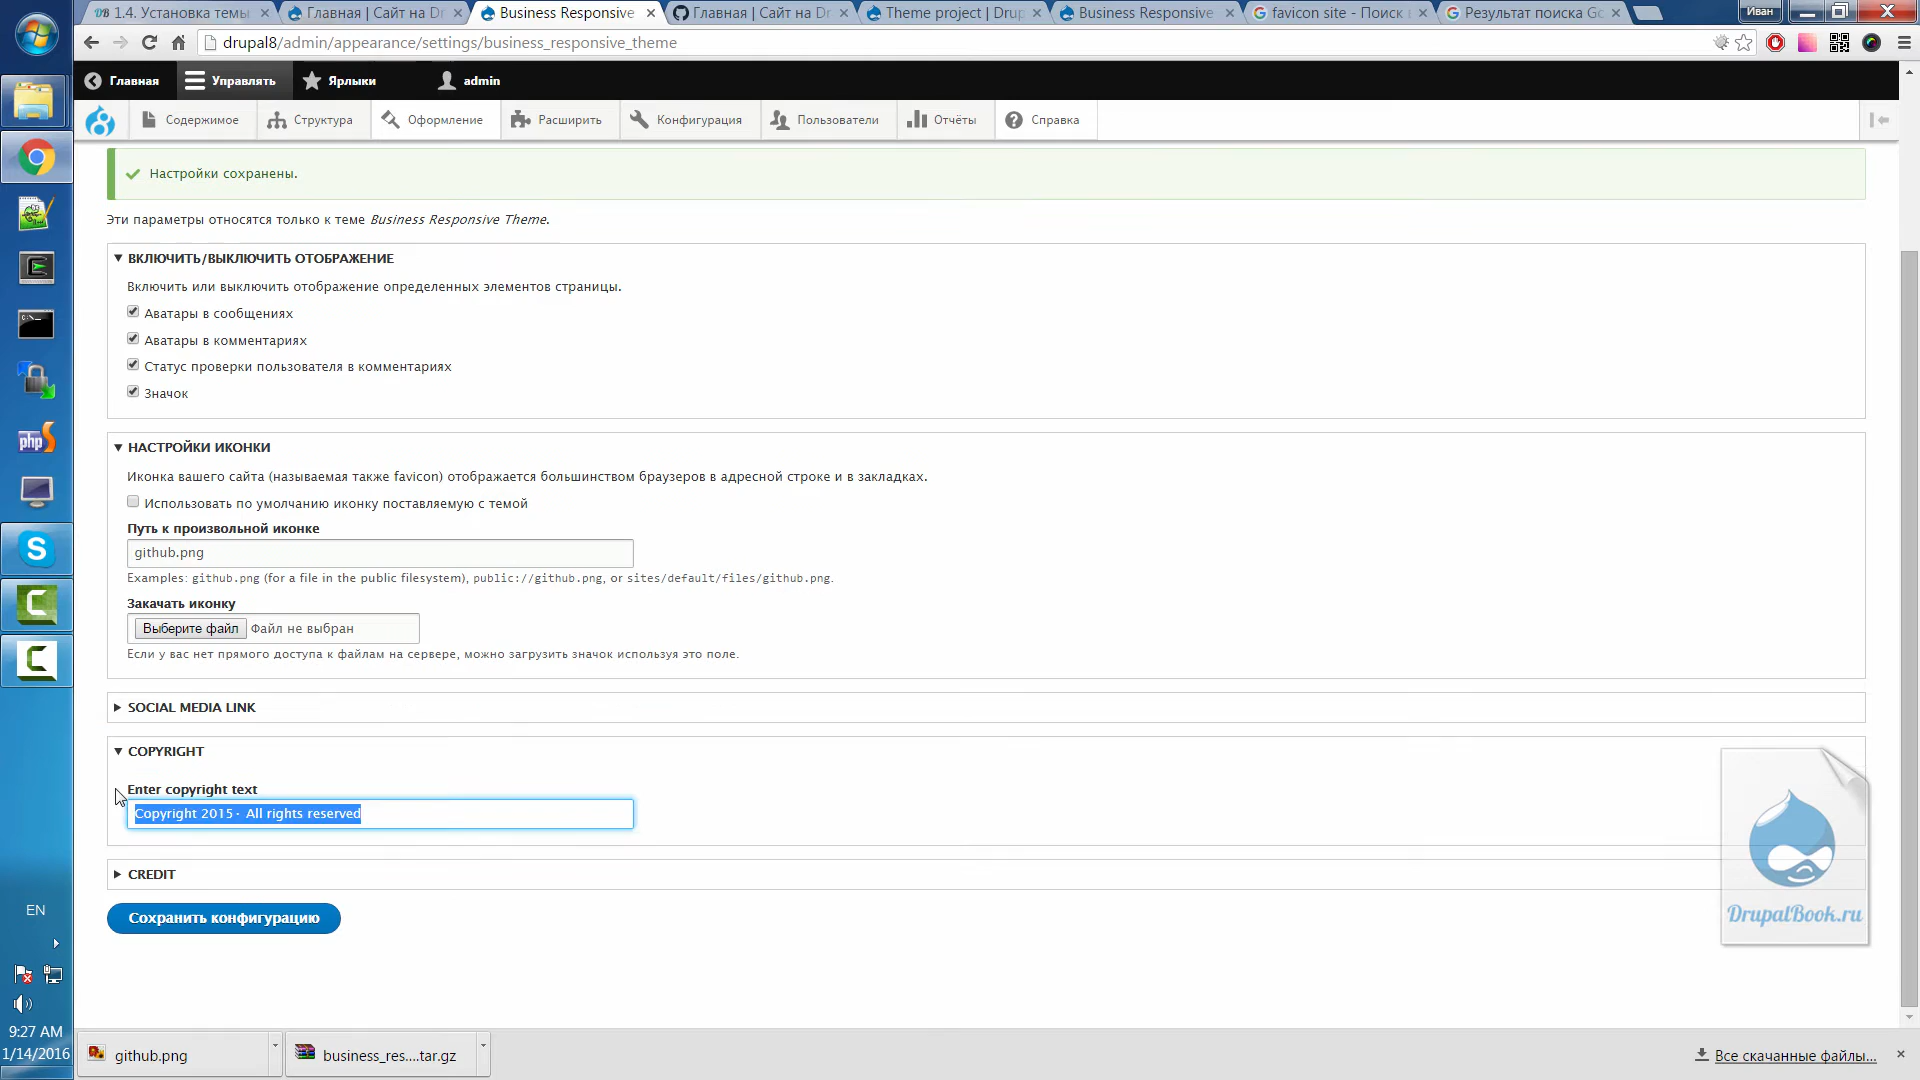 1.4. Установка темы
Главная | Сайт на Dr
Business Responsive
Главная | Сайт на Dr
Theme project | Drup
Business Responsive
favicon site - Поиск
Результат поиска Go
Иван
drupal8/admin/appearance/settings/business_responsive_theme
Главная
Управлять
Ярлыки
admin
Содержимое
Структура
Оформление
Расширить
Конфигурация
Пользователи
Отчёты
Справка
Настройки сохранены.
Эти параметры относятся только к теме Business Responsive Theme.
ВКЛЮЧИТЬ/ВЫКЛЮЧИТЬ ОТОБРАЖЕНИЕ
Включить или выключить отображение определенных элементов страницы.
Аватары в сообщениях
Аватары в комментариях
Статус проверки пользователя в комментариях
Значок
НАСТРОЙКИ ИКОНКИ
Иконка вашего сайта (называемая также favicon) отображается большинством браузеров в адресной строке и в закладках.
Использовать по умолчанию иконку поставляемую с темой
Путь к произвольной иконке
github.png
Examples: github.png (for a file in the public filesystem), public://github.png, or sites/default/files/github.png.
Закачать иконку
Выберите файл Файл не выбран
Если у вас нет прямого доступа к файлам на сервере, можно загрузить значок используя это поле.
SOCIAL MEDIA LINK
COPYRIGHT
Enter copyright text
Copyright 2015· All rights reserved
CREDIT
Сохранить конфигурацию
DrupalBook.ru
php
EN
9:27 AM
1/14/2016
github.png
business_res....tar.gz
Все скачанные файлы...